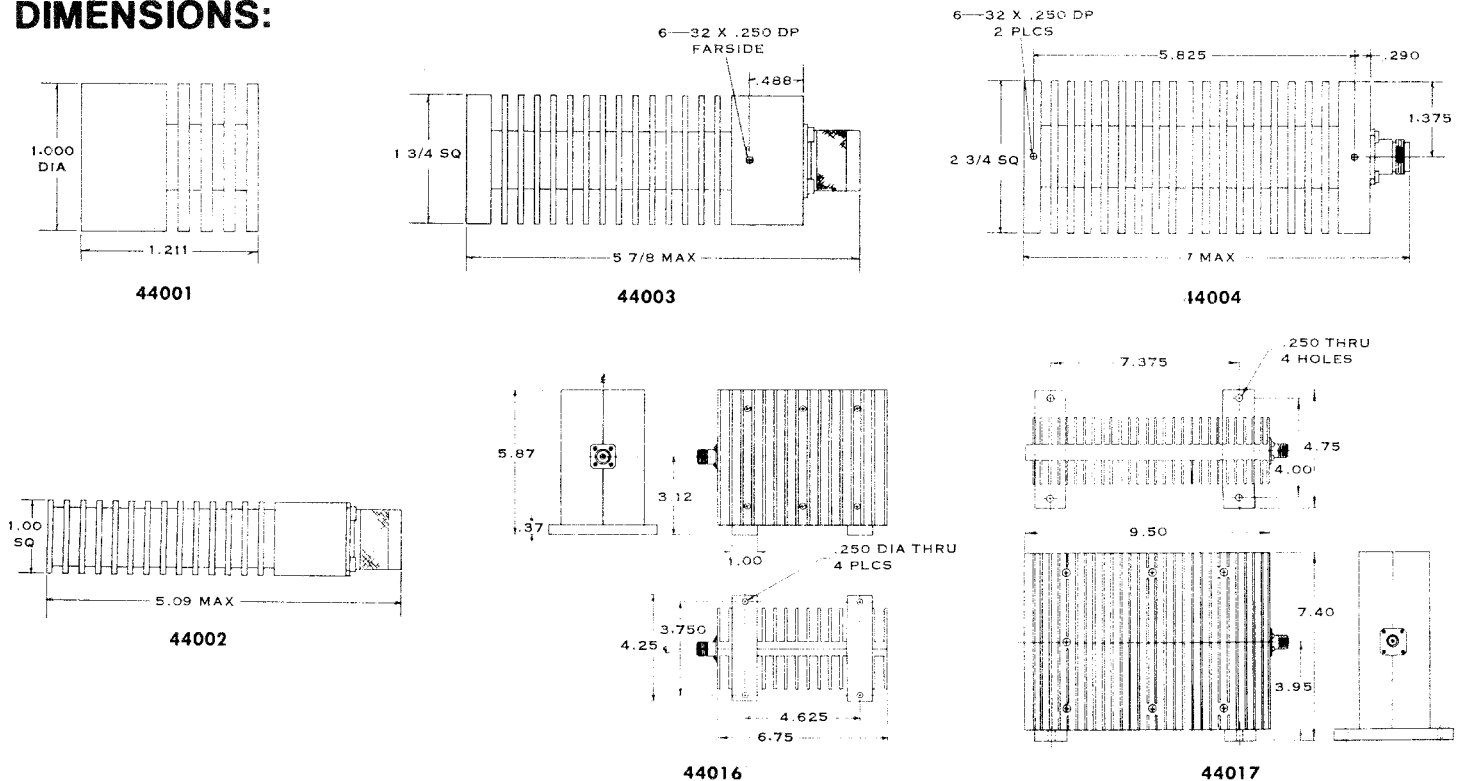 DIMENSIONS:
1.000
DIA
1.211
44001
6—32 X .250 DP
FARSIDE
.488
1 3/4 SQ
5 7/8 MAX
44003
6—32 X .250 DP
2 PLCS
5.825
.290
1.375
2 3/4 SQ
7 MAX
44004
1.00
SQ
5.09 MAX
44002
5.87
.37
3.12
1.00
.250 DIA THRU
4 PLCS
3.750
4.25
4.625
6.75
44016
.250 THRU
4 HOLES
7.375
4.75
4.00
9.50
7.40
3.95
44017